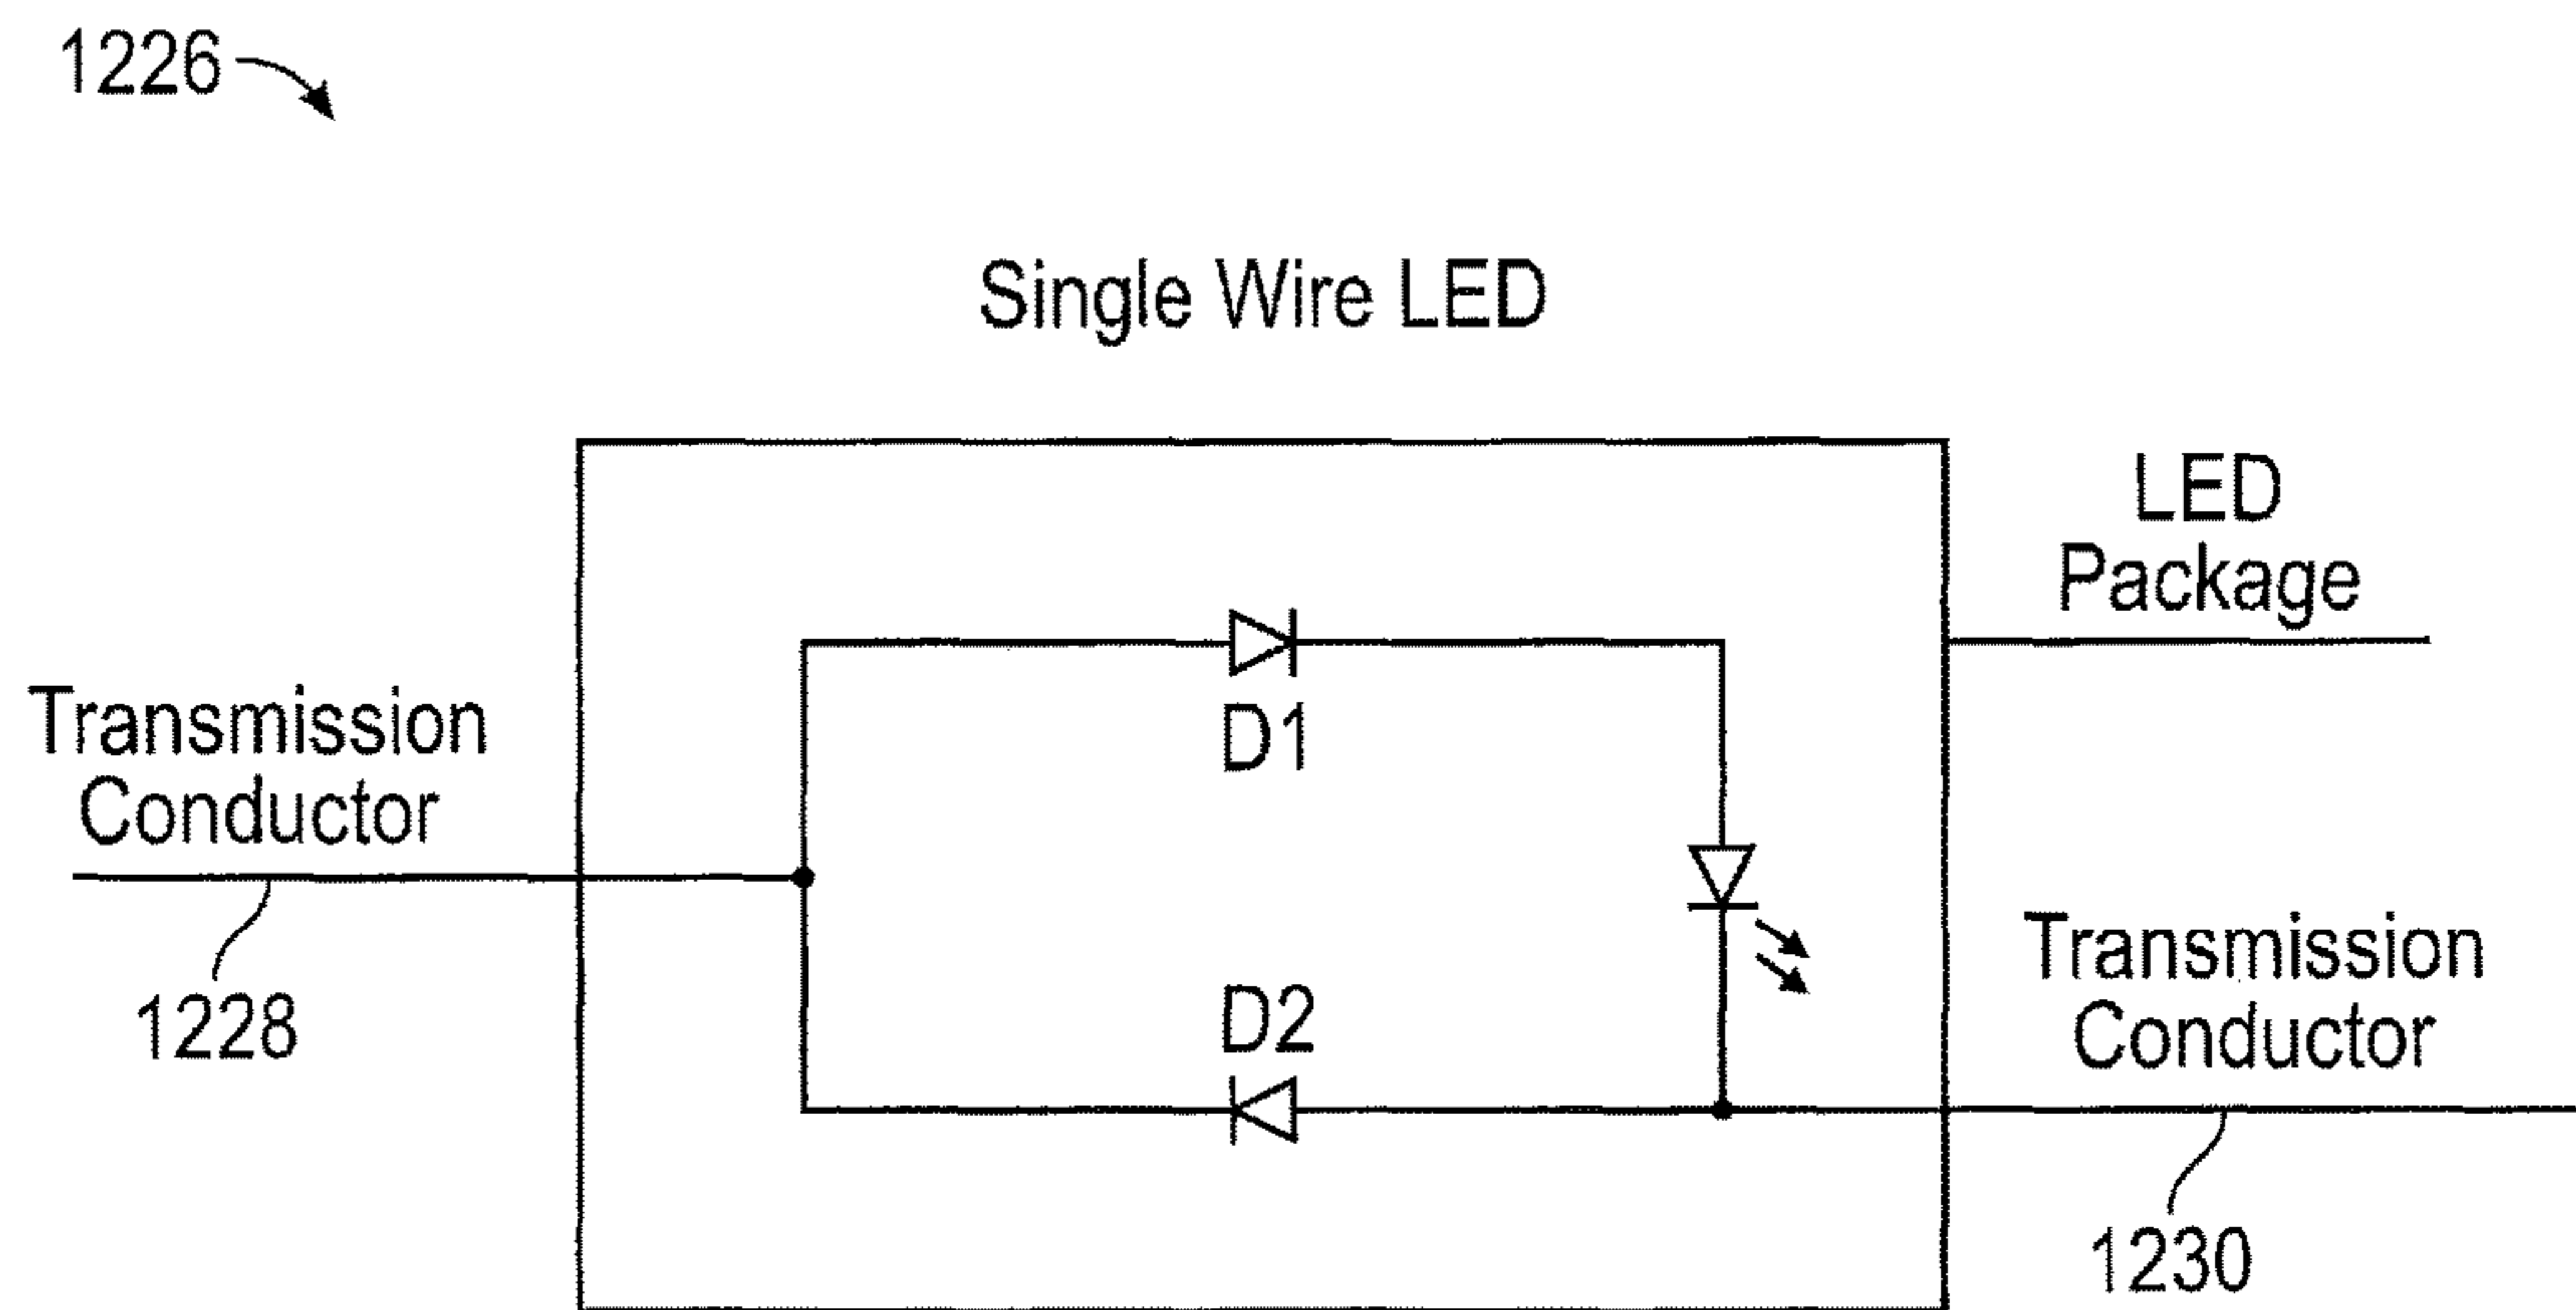 1226
Single Wire LED
LED
Package
Transmission
Conductor
D1
Transmission
Conductor
D2
1228
1230